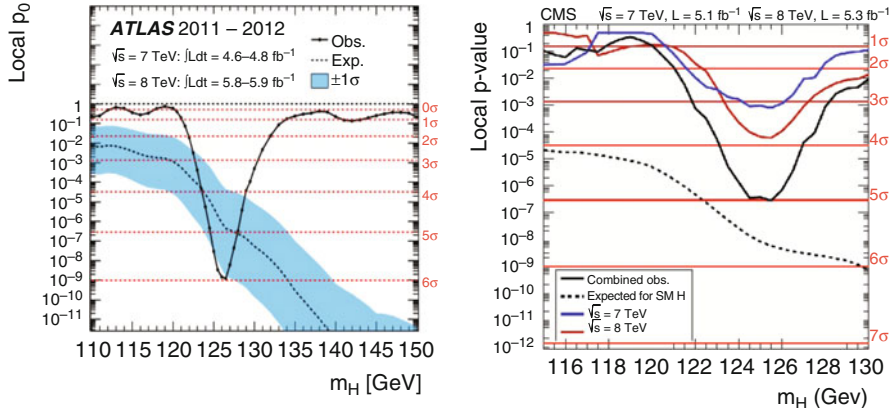 ATLAS 2011 – 2012
√s = 7 TeV: ∫Ldt = 4.6–4.8 fb⁻¹
√s = 8 TeV: ∫Ldt = 5.8–5.9 fb⁻¹
Obs.
Exp.
±1σ
Local p₀
1
10⁻¹
10⁻²
10⁻³
10⁻⁴
10⁻⁵
10⁻⁶
10⁻⁷
10⁻⁸
10⁻⁹
10⁻¹⁰
10⁻¹¹
0σ
1σ
2σ
3σ
4σ
5σ
6σ
110 115 120 125 130 135 140 145 150
m_H [GeV]
CMS √s = 7 TeV, L = 5.1 fb⁻¹ √s = 8 TeV, L = 5.3 fb⁻¹
Local p-value
1
10⁻¹
10⁻²
10⁻³
10⁻⁴
10⁻⁵
10⁻⁶
10⁻⁷
10⁻⁸
10⁻⁹
10⁻¹⁰
10⁻¹¹
10⁻¹²
1σ
2σ
3σ
4σ
5σ
6σ
7σ
Combined obs.
Expected for SM H
√s = 7 TeV
√s = 8 TeV
116 118 120 122 124 126 128 130
m_H (Gev)